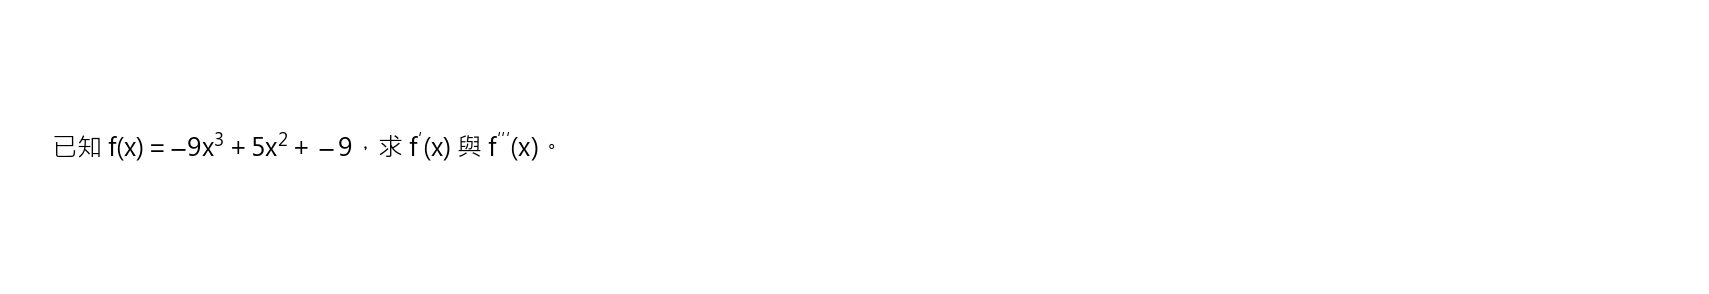 已知 f(x) = −9x³ + 5x² + −9，求 f′(x) 與 f′′′(x)。